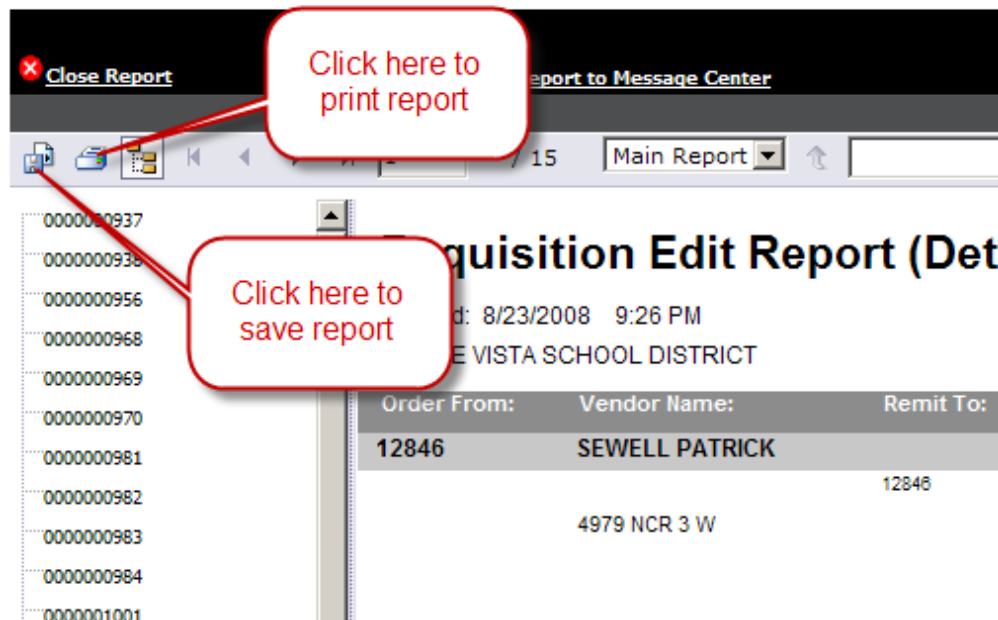 Click here to
print report
Close Report
to Message Center
/ 15
Main Report
0000000937
0000000938
0000000956
0000000968
0000000969
0000000970
0000000981
0000000982
0000000983
0000000984
0000001001
Click here to
save report
Edit Report (Det
8/23/2008 9:26 PM
VISTA SCHOOL DISTRICT
Order From: Vendor Name: Remit To:
12846 SEWELL PATRICK
12846
4979 NCR 3 W